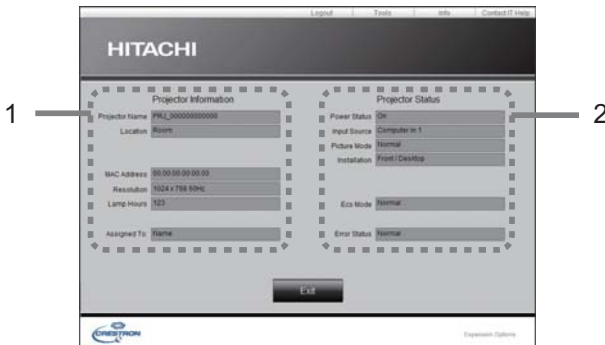 Logout Tools Info Contact IT Help
HITACHI
1
2
Projector Information
Projector Name PRJ_000000000000
Location Room
MAC Address 00:00:00:00:00:00
Resolution 1024 x 768 60Hz
Lamp Hours 123
Assigned To: Name
Projector Status
Power Status On
Input Source Computer in 1
Picture Mode Normal
Installation Front / Desktop
Eco Mode Normal
Error Status Normal
Exit
CRESTRON
Expansion Options